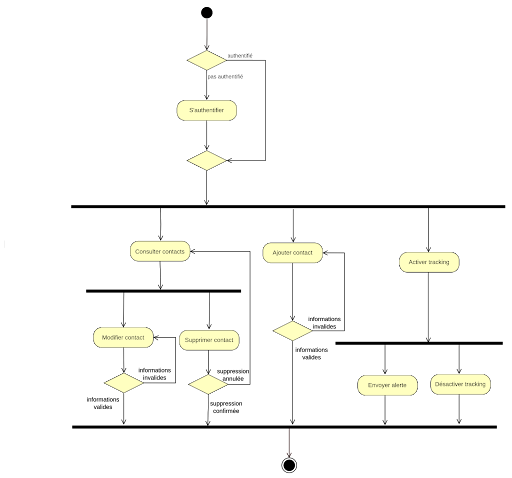 authentifié
pas authentifié
S'authentifier
Consulter contacts
Ajouter contact
Activer tracking
informations
invalides
informations
valides
Modifier contact
Supprimer contact
informations
invalides
suppression
annulée
Envoyer alerte
Désactiver tracking
informations
valides
suppression
confirmée